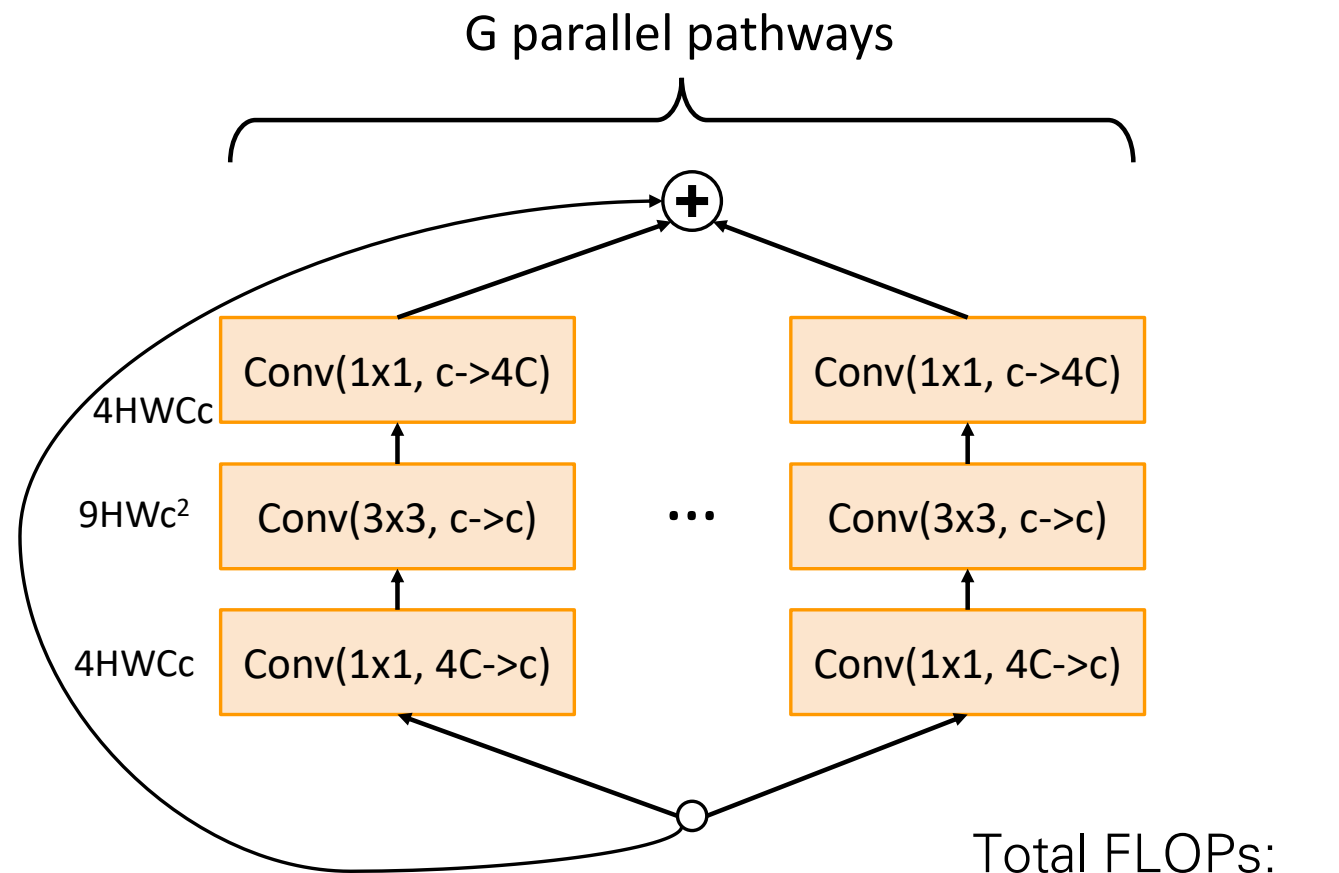 G parallel pathways
Conv(1x1, c->4C)
Conv(1x1, c->4C)
4HWCc
9HWc²
Conv(3x3, c->c)
...
Conv(3x3, c->c)
4HWCc
Conv(1x1, 4C->c)
Conv(1x1, 4C->c)
Total FLOPs: